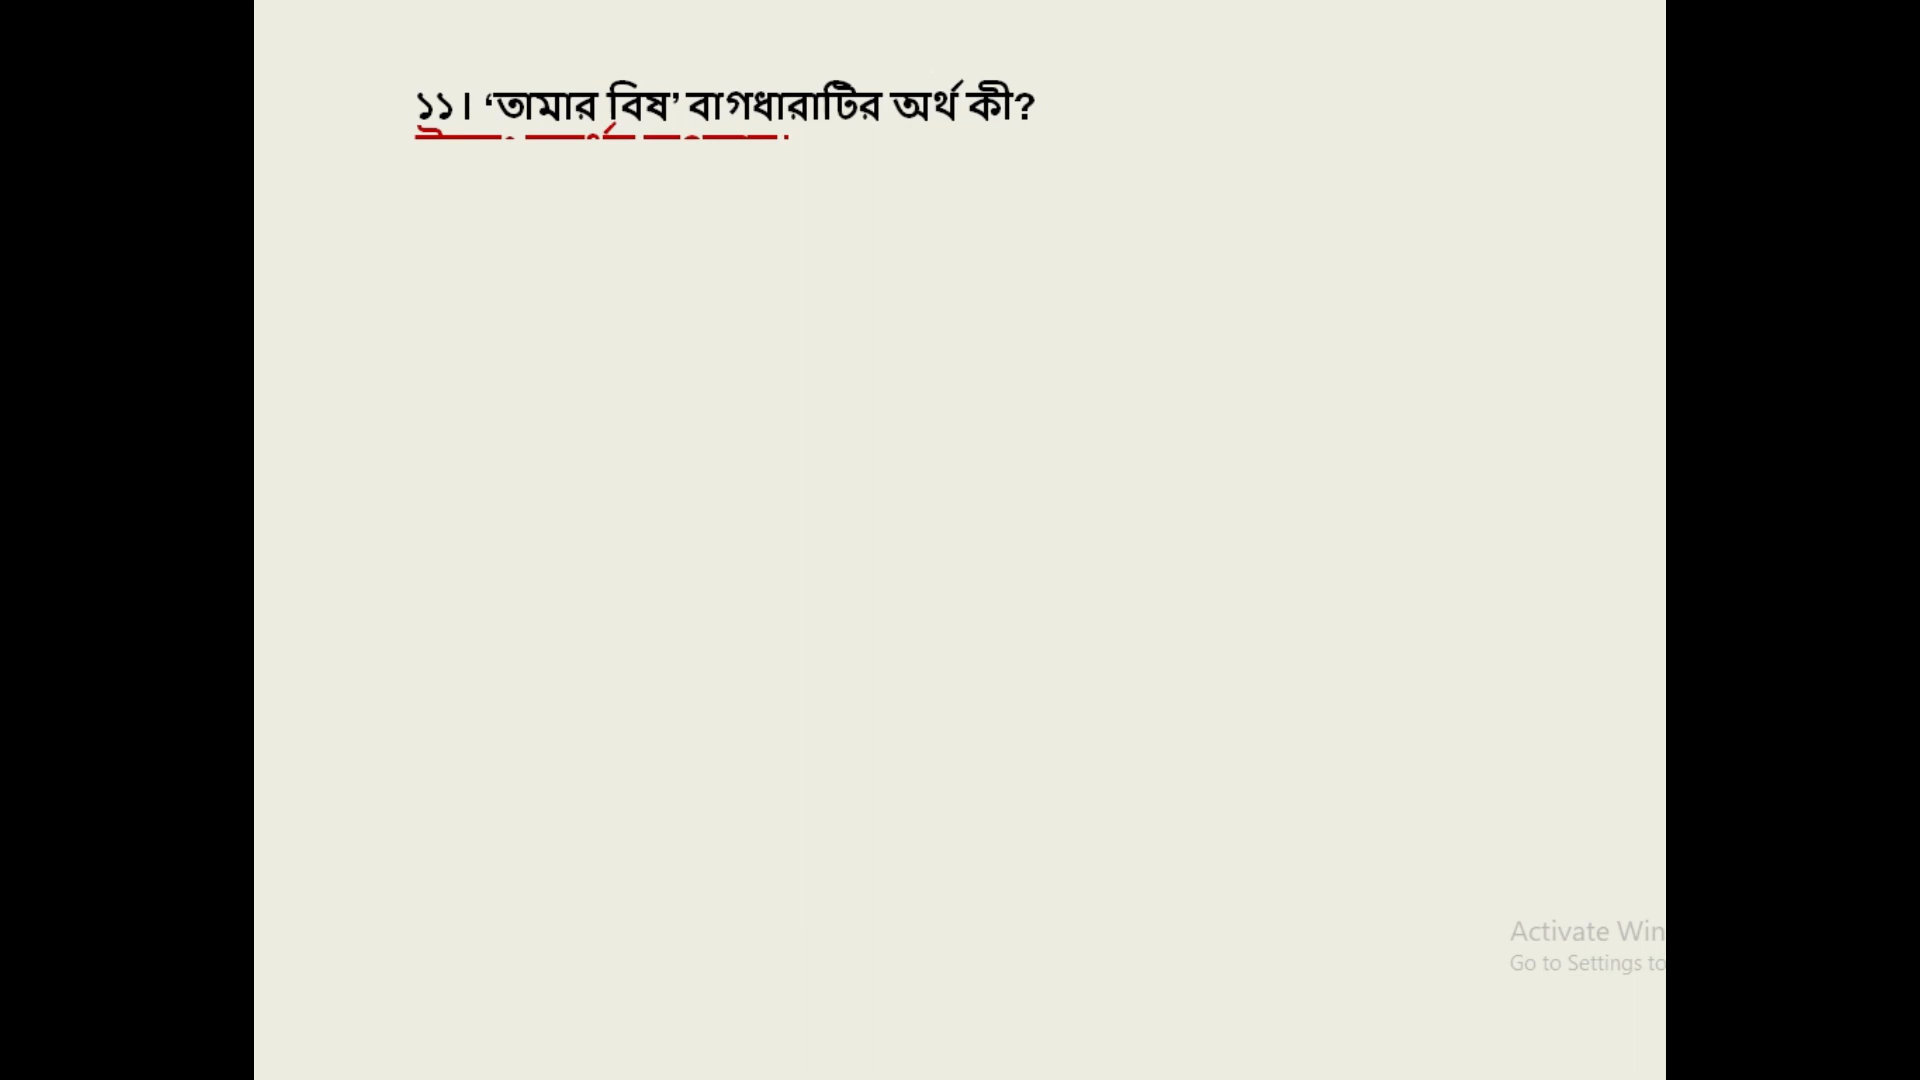 ১১। ‘তামার বিষ’ বাগধারাটির অর্থ কী?
Activate Win
Go to Settings to